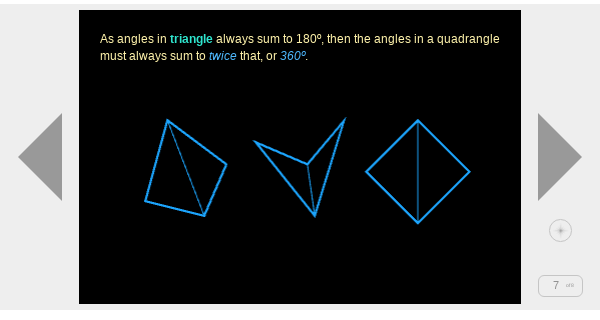 As angles in triangle always sum to 180º, then the angles in a quadrangle
must always sum to twice that, or 360º.
7